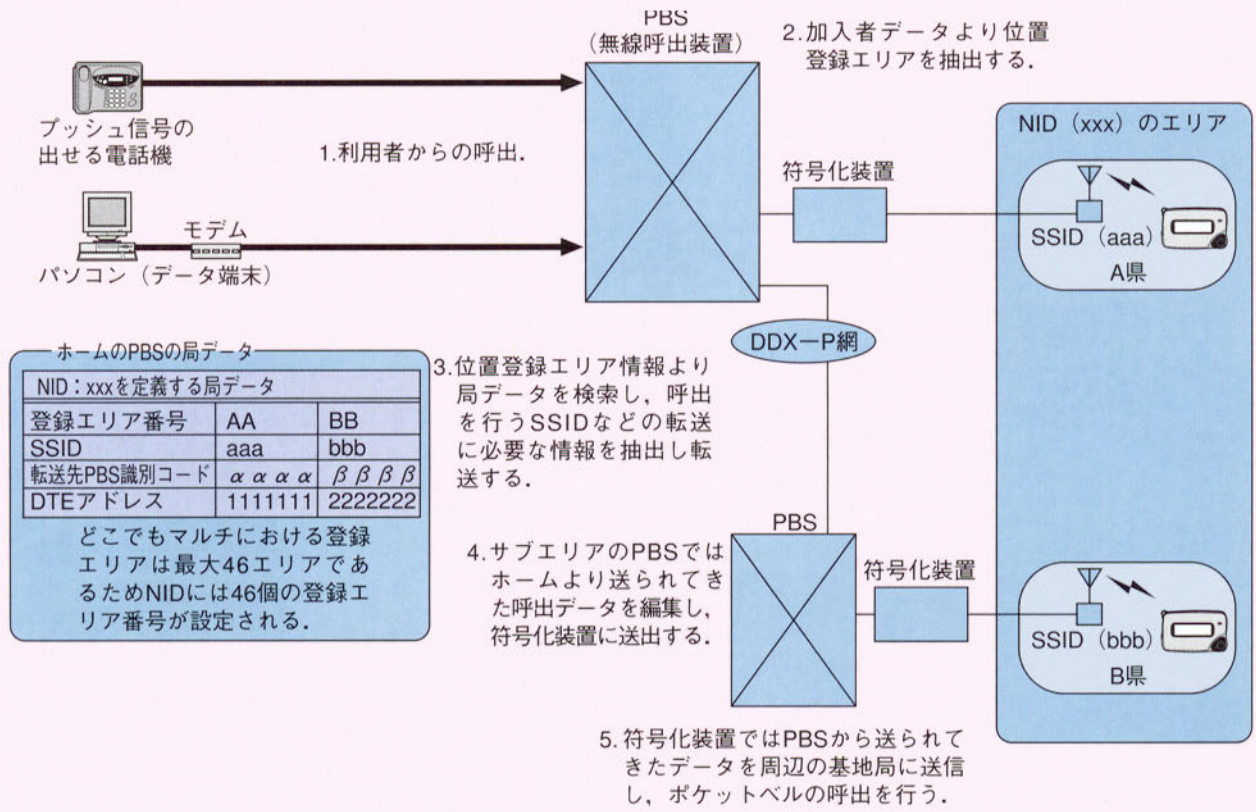 PBS
(無線呼出装置)
2.加入者データより位置
登録エリアを抽出する.
プッシュ信号の
出せる電話機
1.利用者からの呼出.
モデム
パソコン(データ端末)
符号化装置
NID(xxx)のエリア
SSID(aaa)
A県
DDX―P網
ホームのPBSの局データ
NID:xxxを定義する局データ
登録エリア番号 AA BB
SSID aaa bbb
転送先PBS識別コード αααα ββββ
DTEアドレス 1111111 2222222
どこでもマルチにおける登録
エリアは最大46エリアであ
るためNIDには46個の登録エ
リア番号が設定される.
3.位置登録エリア情報より
局データを検索し,呼出
を行うSSIDなどの転送
に必要な情報を抽出し転
送する.
PBS
4.サブエリアのPBSでは
ホームより送られてき
た呼出データを編集し,
符号化装置に送出する.
符号化装置
SSID(bbb)
B県
5.符号化装置ではPBSから送られて
きたデータを周辺の基地局に送信
し,ポケットベルの呼出を行う.